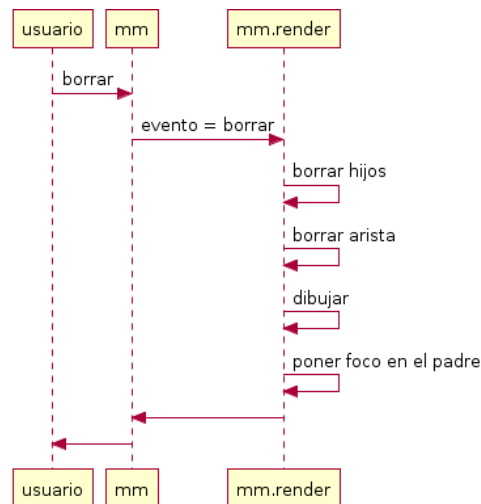 usuario mm mm.render
borrar
evento = borrar
borrar hijos
borrar arista
dibujar
poner foco en el padre
usuario mm mm.render